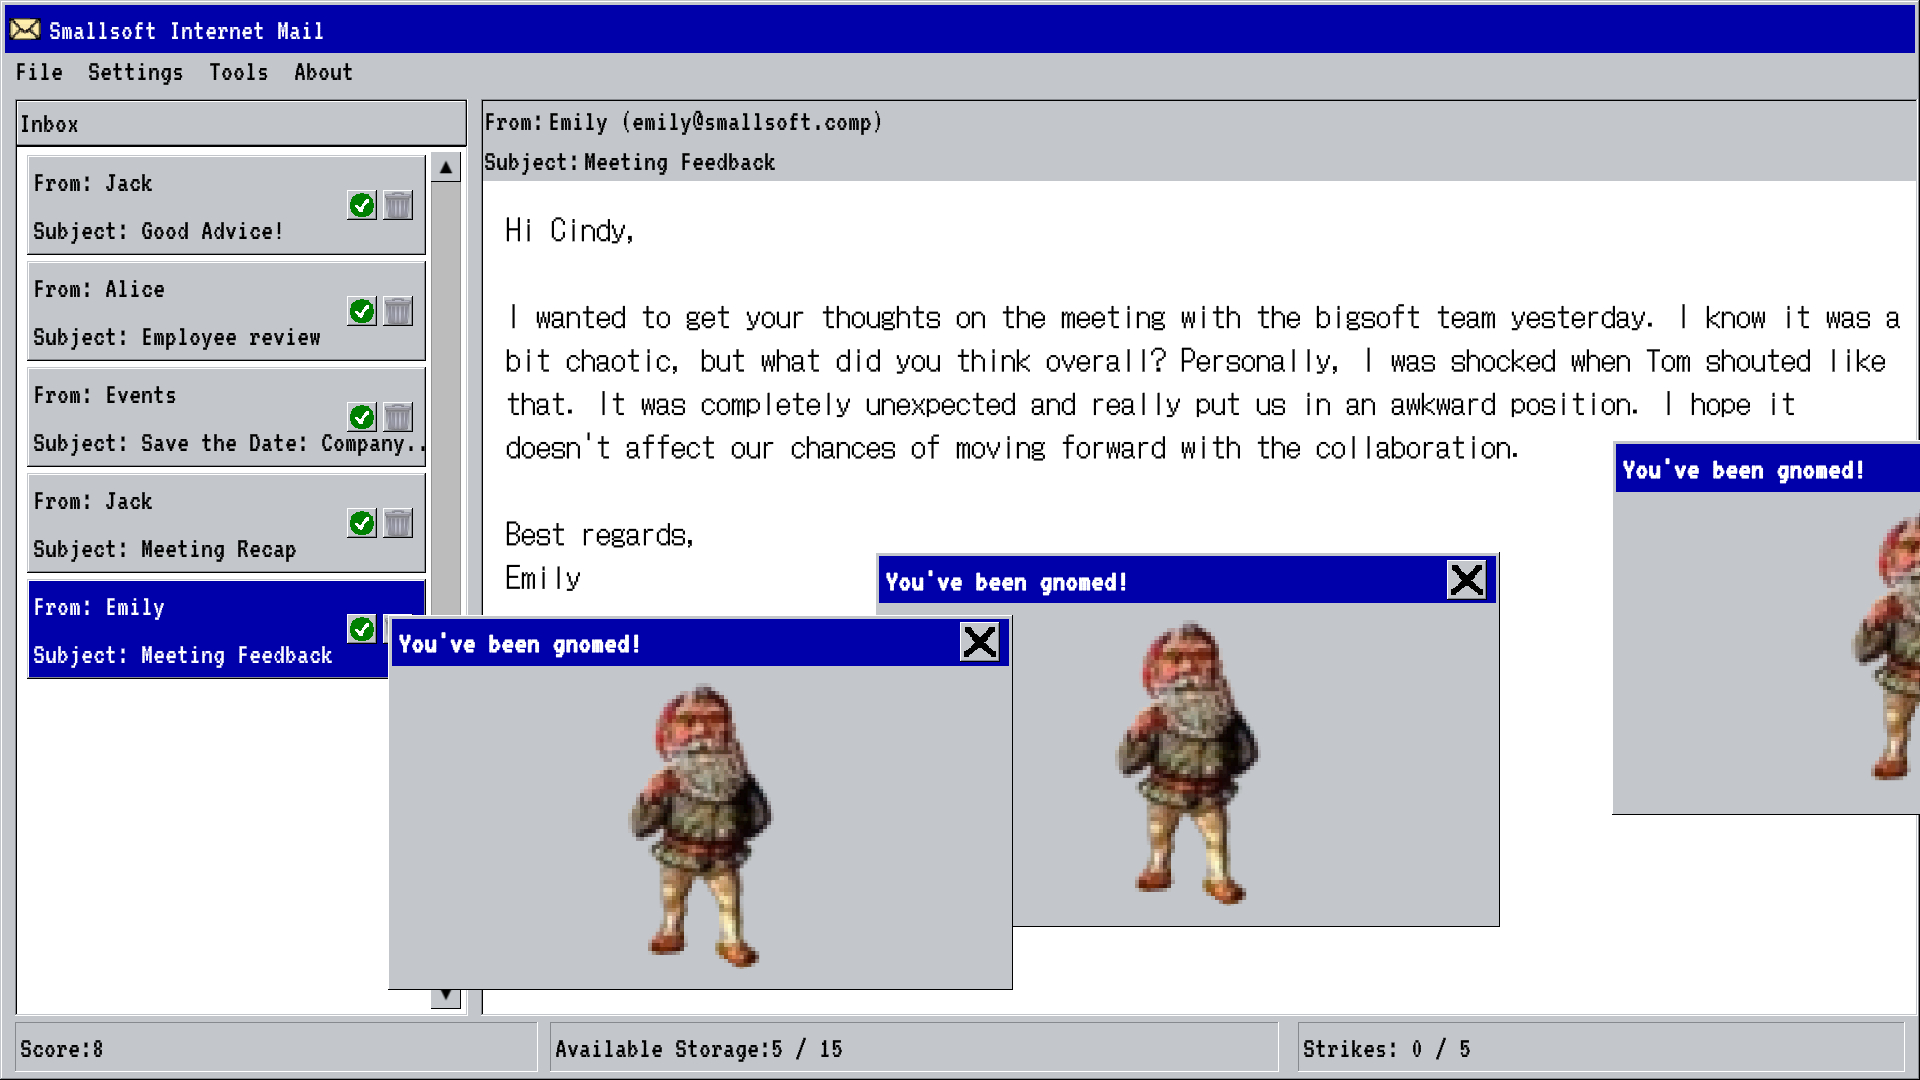 Smallsoft Internet Mail
File Settings Tools About
Inbox
From: Jack
Subject: Good Advice!
From: Alice
Subject: Employee review
From: Events
Subject: Save the Date: Company..
From: Jack
Subject: Meeting Recap
From: Emily
Subject: Meeting Feedback
From: Emily (emily@smallsoft.comp)
Subject: Meeting Feedback
Hi Cindy,
I wanted to get your thoughts on the meeting with the bigsoft team yesterday. I know it was a
bit chaotic, but what did you think overall? Personally, I was shocked when Tom shouted like
that. It was completely unexpected and really put us in an awkward position. I hope it
doesn't affect our chances of moving forward with the collaboration.
Best regards,
Emily
You've been gnomed!
You've been gnomed!
You've been gnomed!
Score:8
Available Storage:5 / 15
Strikes: 0 / 5